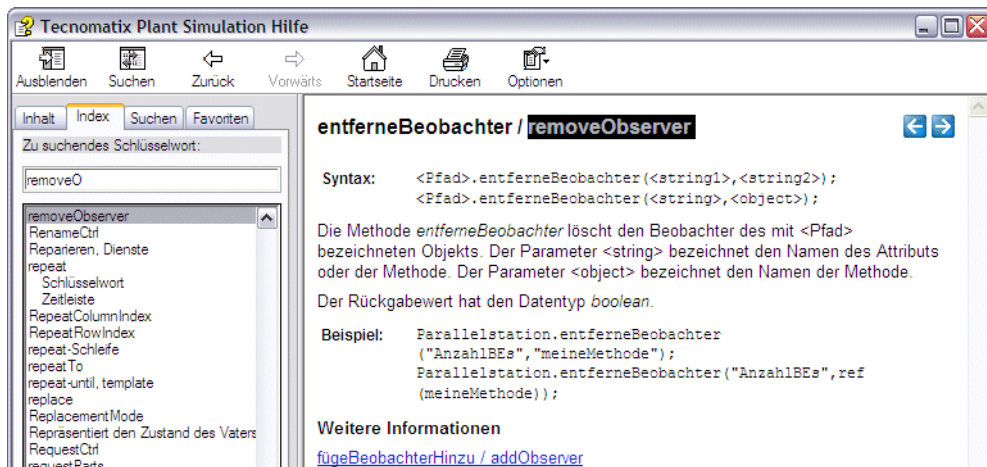 Tecnomatix Plant Simulation Hilfe
Ausblenden Suchen Zurück Vorwärts Startseite Drucken Optionen
Inhalt Index Suchen Favoriten
Zu suchendes Schlüsselwort:
removeO
removeObserver
RenameCtrl
Reparieren, Dienste
repeat
Schlüsselwort
Zeitleiste
RepeatColumnIndex
RepeatRowIndex
repeat-Schleife
repeatTo
repeat-until, template
replace
ReplacementMode
Repräsentiert den Zustand des Vaters
RequestCtrl
requestParts
entferneBeobachter / removeObserver
Syntax: <Pfad>.entferneBeobachter(<string1>,<string2>);
<Pfad>.entferneBeobachter(<string>,<object>);
Die Methode entferneBeobachter löscht den Beobachter des mit <Pfad>
bezeichneten Objekts. Der Parameter <string> bezeichnet den Namen des Attributs
oder der Methode. Der Parameter <object> bezeichnet den Namen der Methode.
Der Rückgabewert hat den Datentyp boolean.
Beispiel: Parallelstation.entferneBeobachter
("AnzahlBEs","meineMethode");
Parallelstation.entferneBeobachter("AnzahlBEs",ref
(meineMethode));
Weitere Informationen
fügeBeobachterHinzu / addObserver